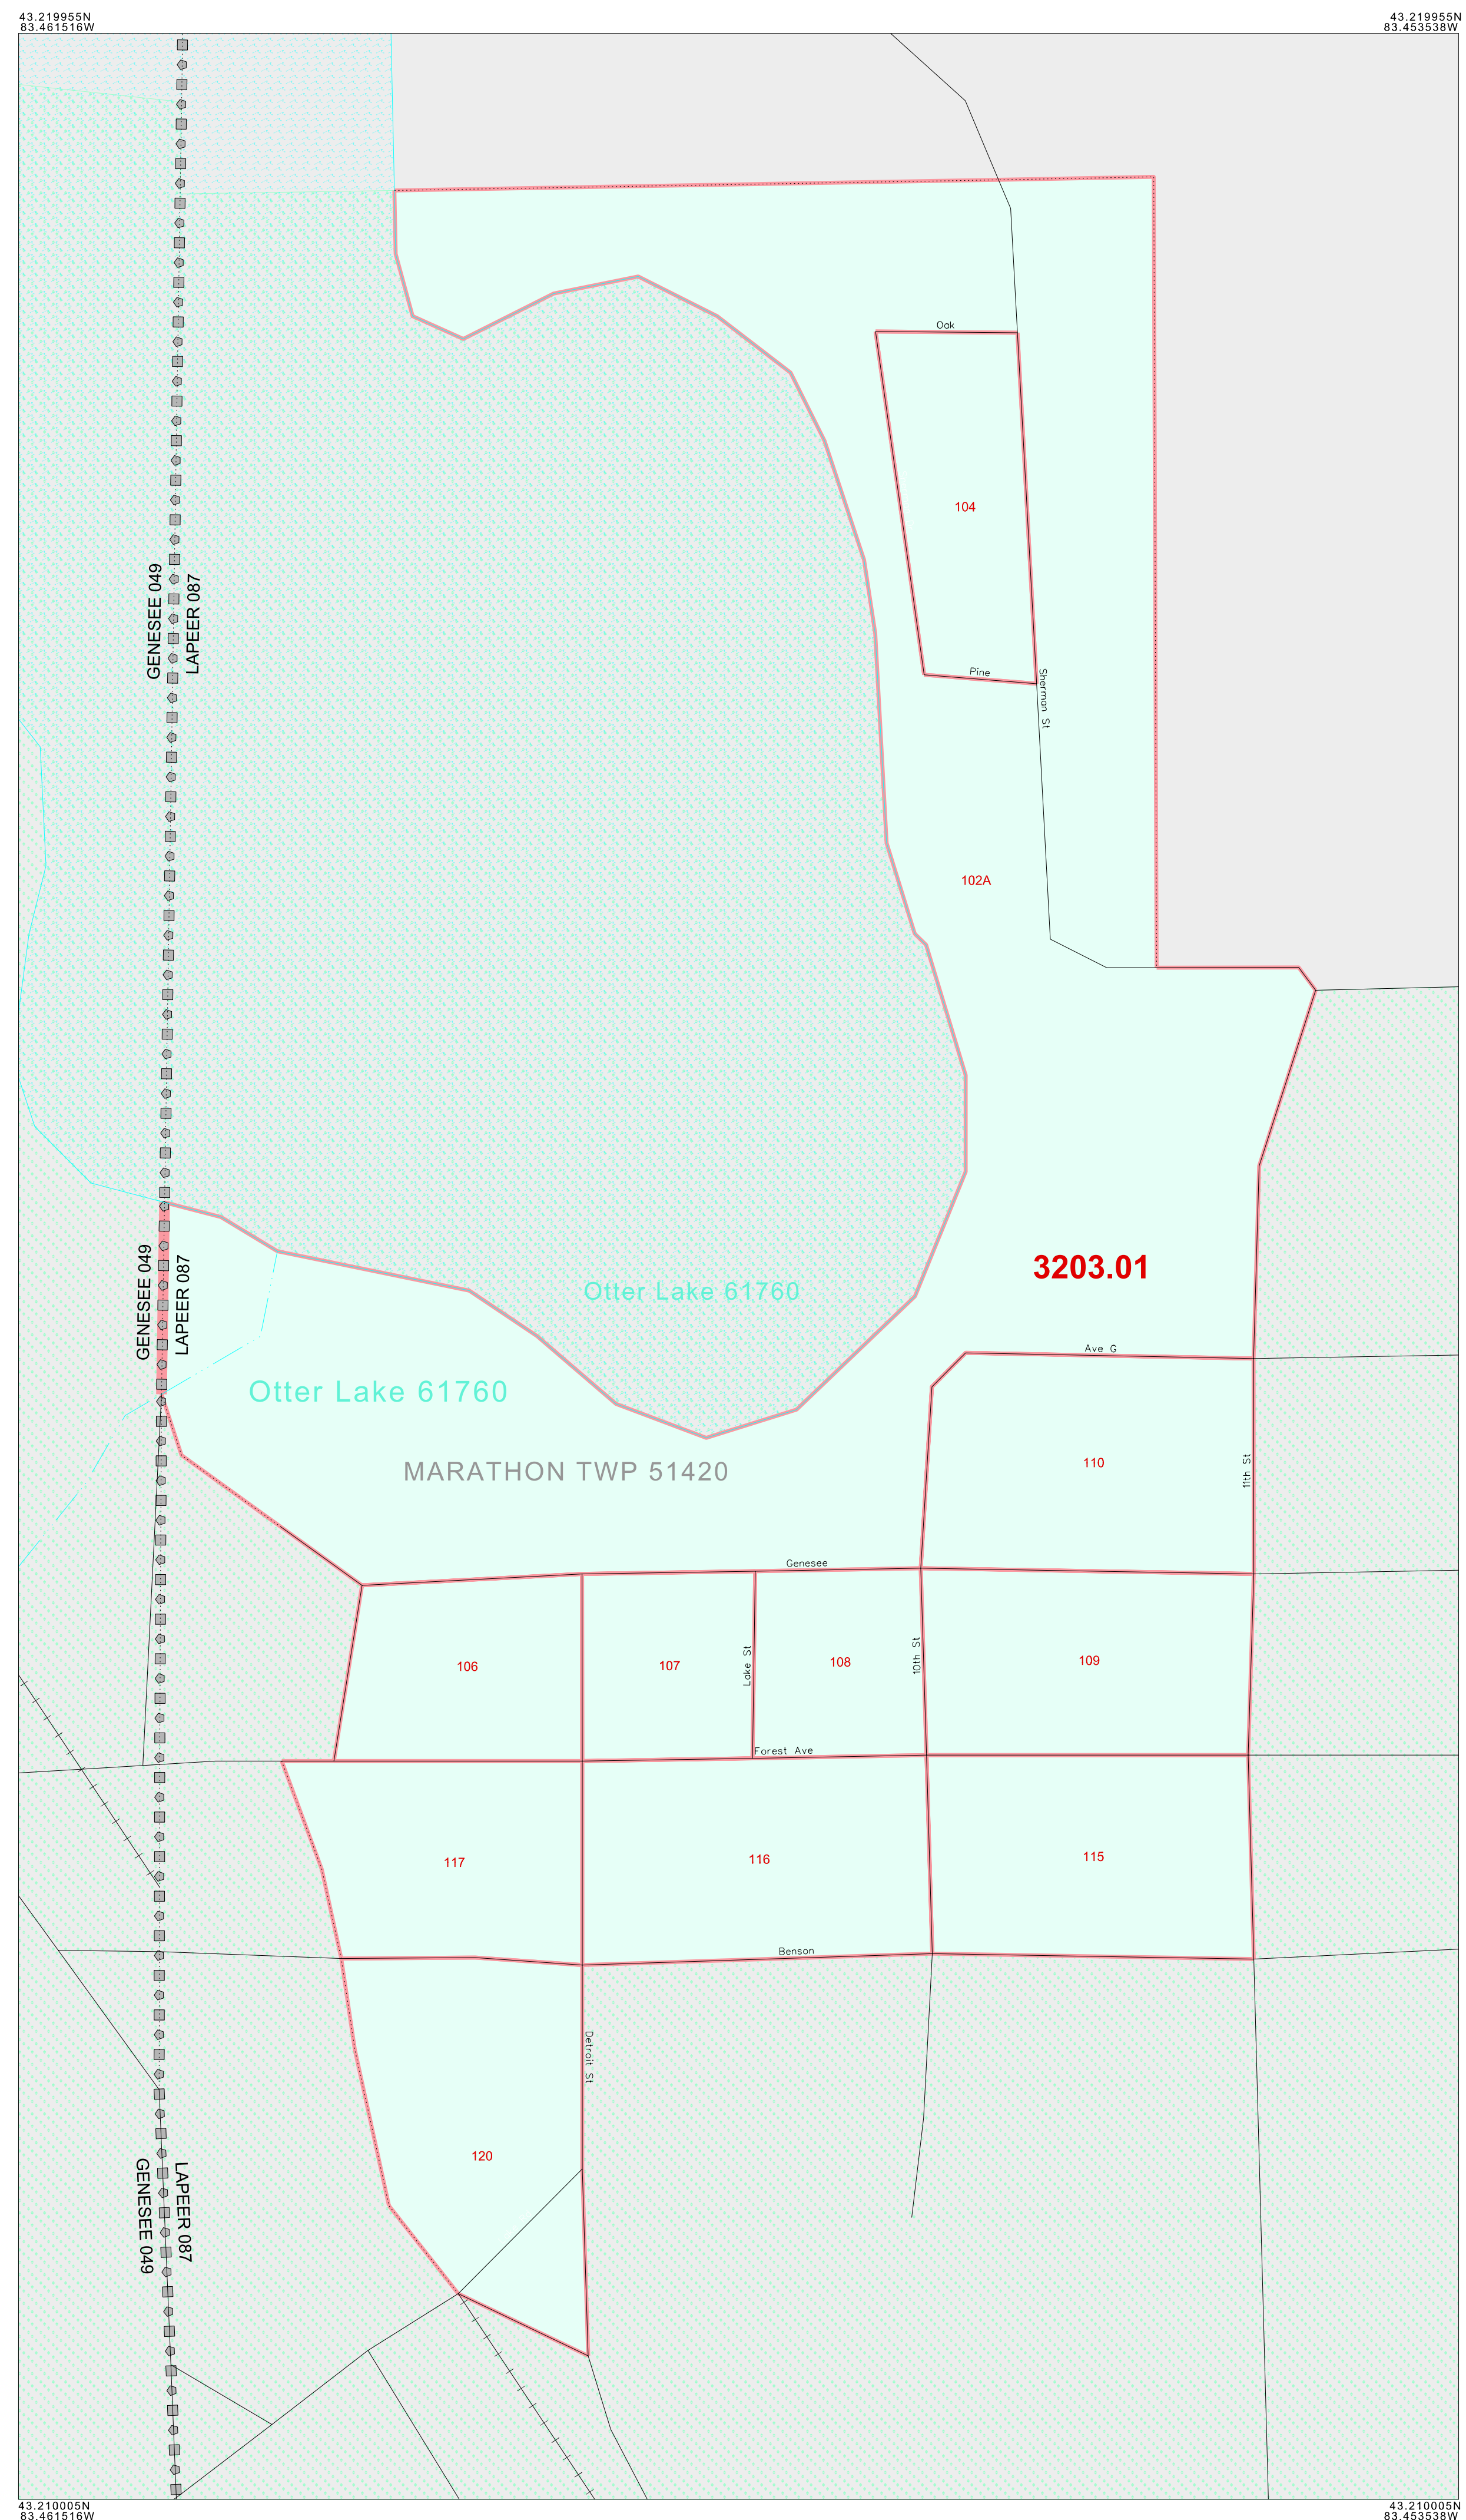 43.219955N
83.461516W
43.219955N
83.453538W
Oak
104
GENESEE 049
LAPEER 087
Pine
Sherman St
102A
GENESEE 049
LAPEER 087
3203.01
Otter Lake 61760
Ave G
Otter Lake 61760
MARATHON TWP 51420
110
11th St
Genesee
106
107
Lake St
108
10th St
109
Forest Ave
117
116
115
Benson
Detroit St
120
GENESEE 049
LAPEER 087
43.210005N
83.461516W
43.210005N
83.453538W